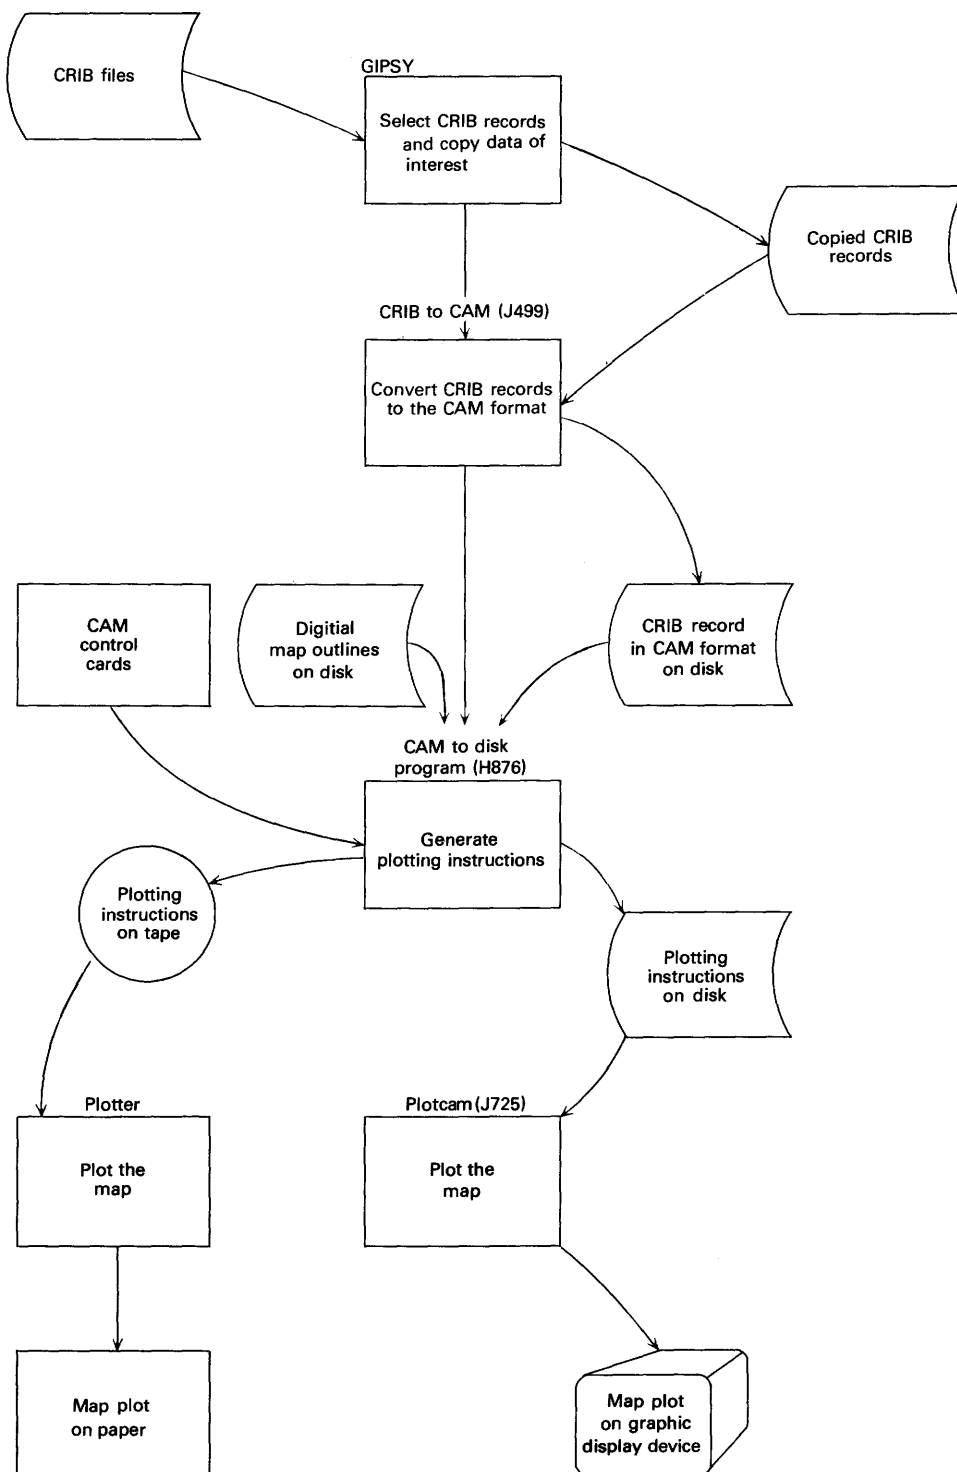 CRIB files
GIPSY
Select CRIB records
and copy data of
interest
Copied CRIB
records
CRIB to CAM (J499)
Convert CRIB records
to the CAM format
CAM
control
cards
Digitial
map outlines
on disk
CRIB record
in CAM format
on disk
CAM to disk
program (H876)
Generate
plotting instructions
Plotting
instructions
on tape
Plotting
instructions
on disk
Plotter
Plot the
map
Plotcam (J725)
Plot the
map
Map plot
on paper
Map plot
on graphic
display device